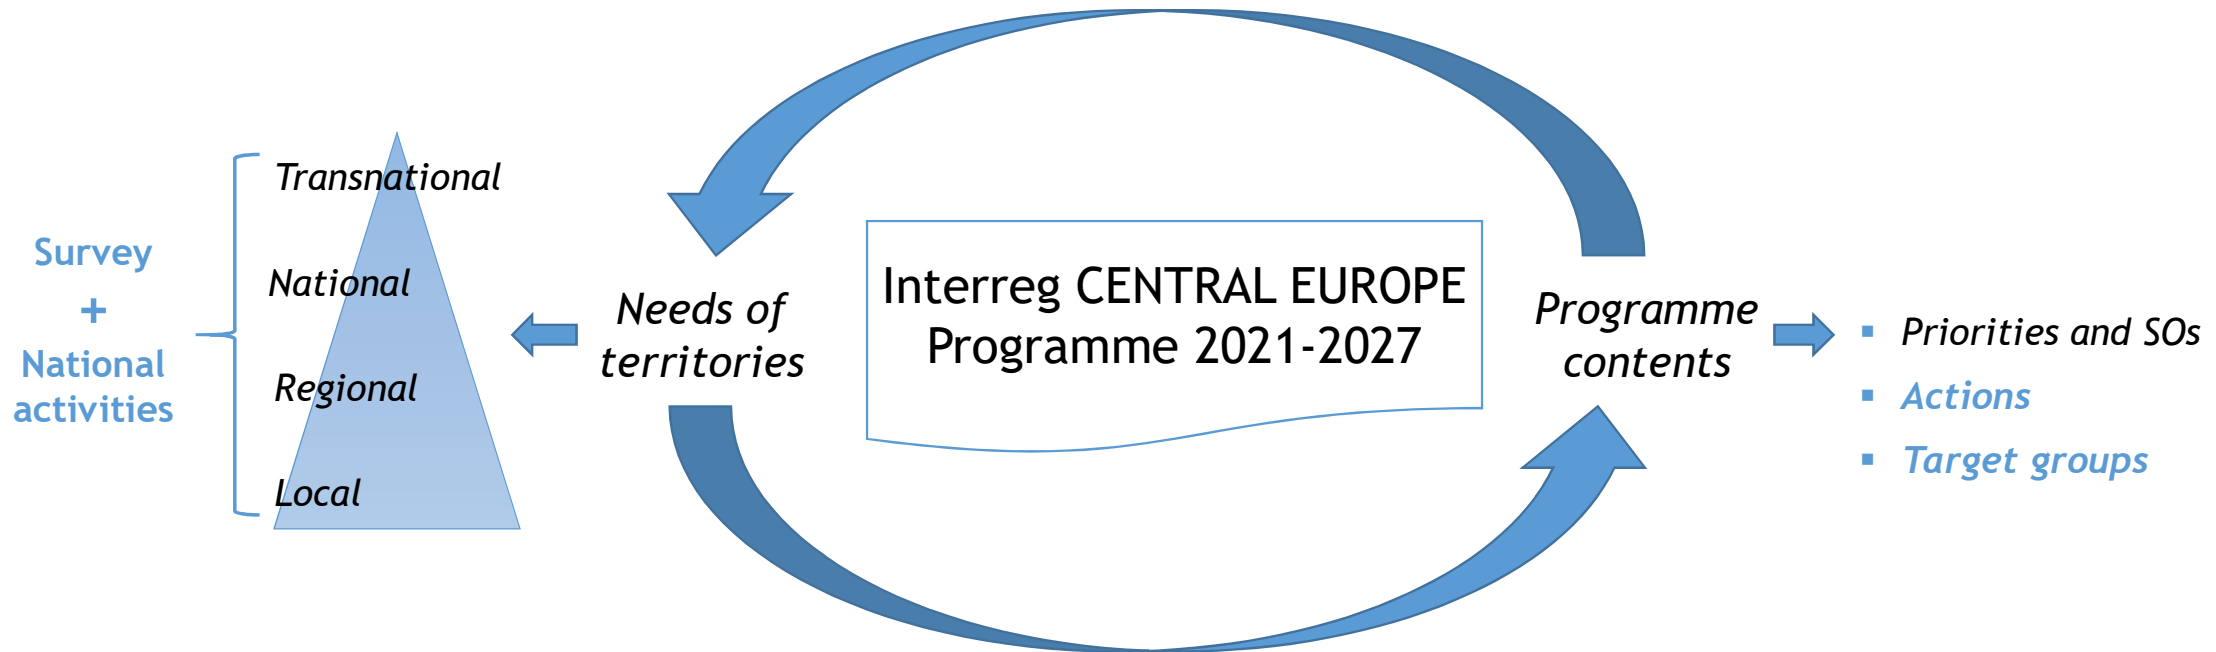 Survey
+
National
activities
Transnational
National
Regional
Local
Needs of
territories
Interreg CENTRAL EUROPE
Programme 2021-2027
Programme
contents
▪ Priorities and SOs
▪ Actions
▪ Target groups